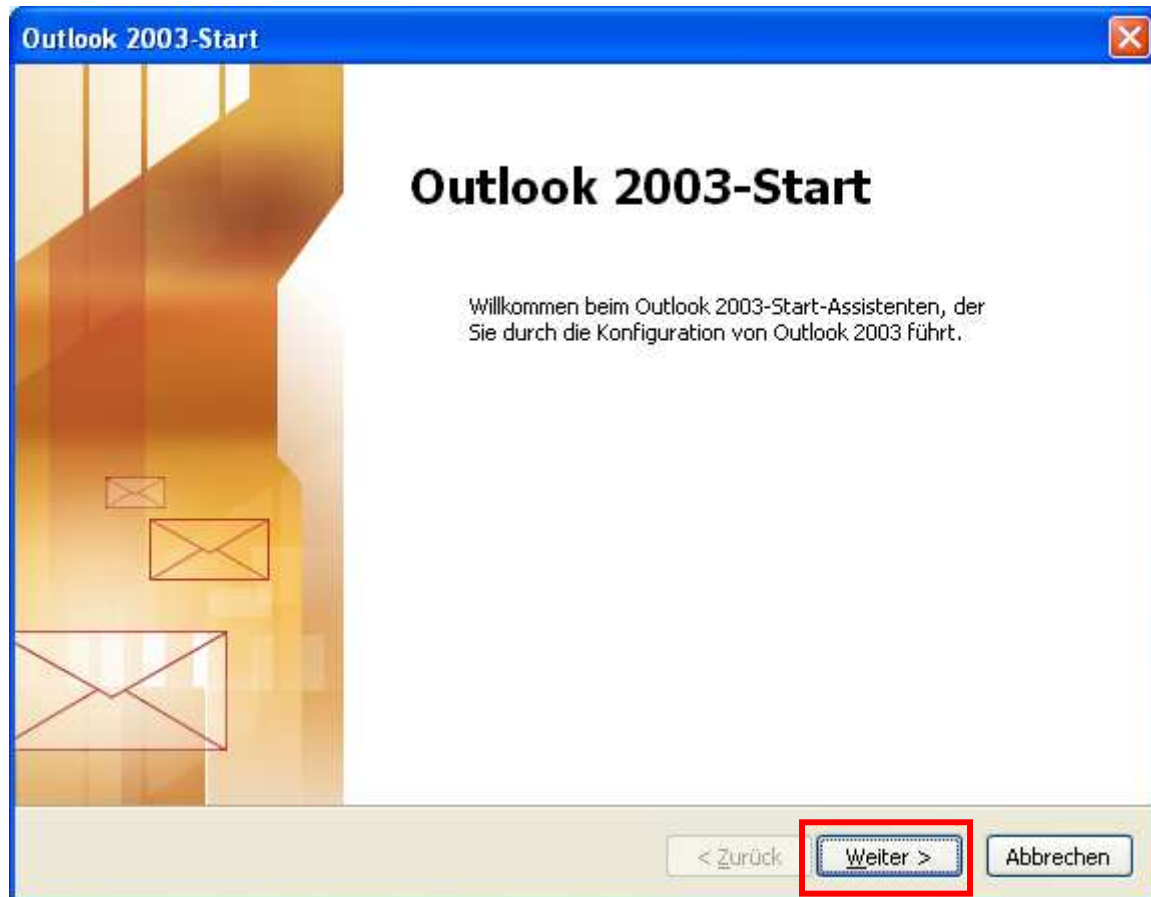 Outlook 2003-Start
Outlook 2003-Start
Willkommen beim Outlook 2003-Start-Assistenten, der
Sie durch die Konfiguration von Outlook 2003 führt.
< Zurück Weiter > Abbrechen